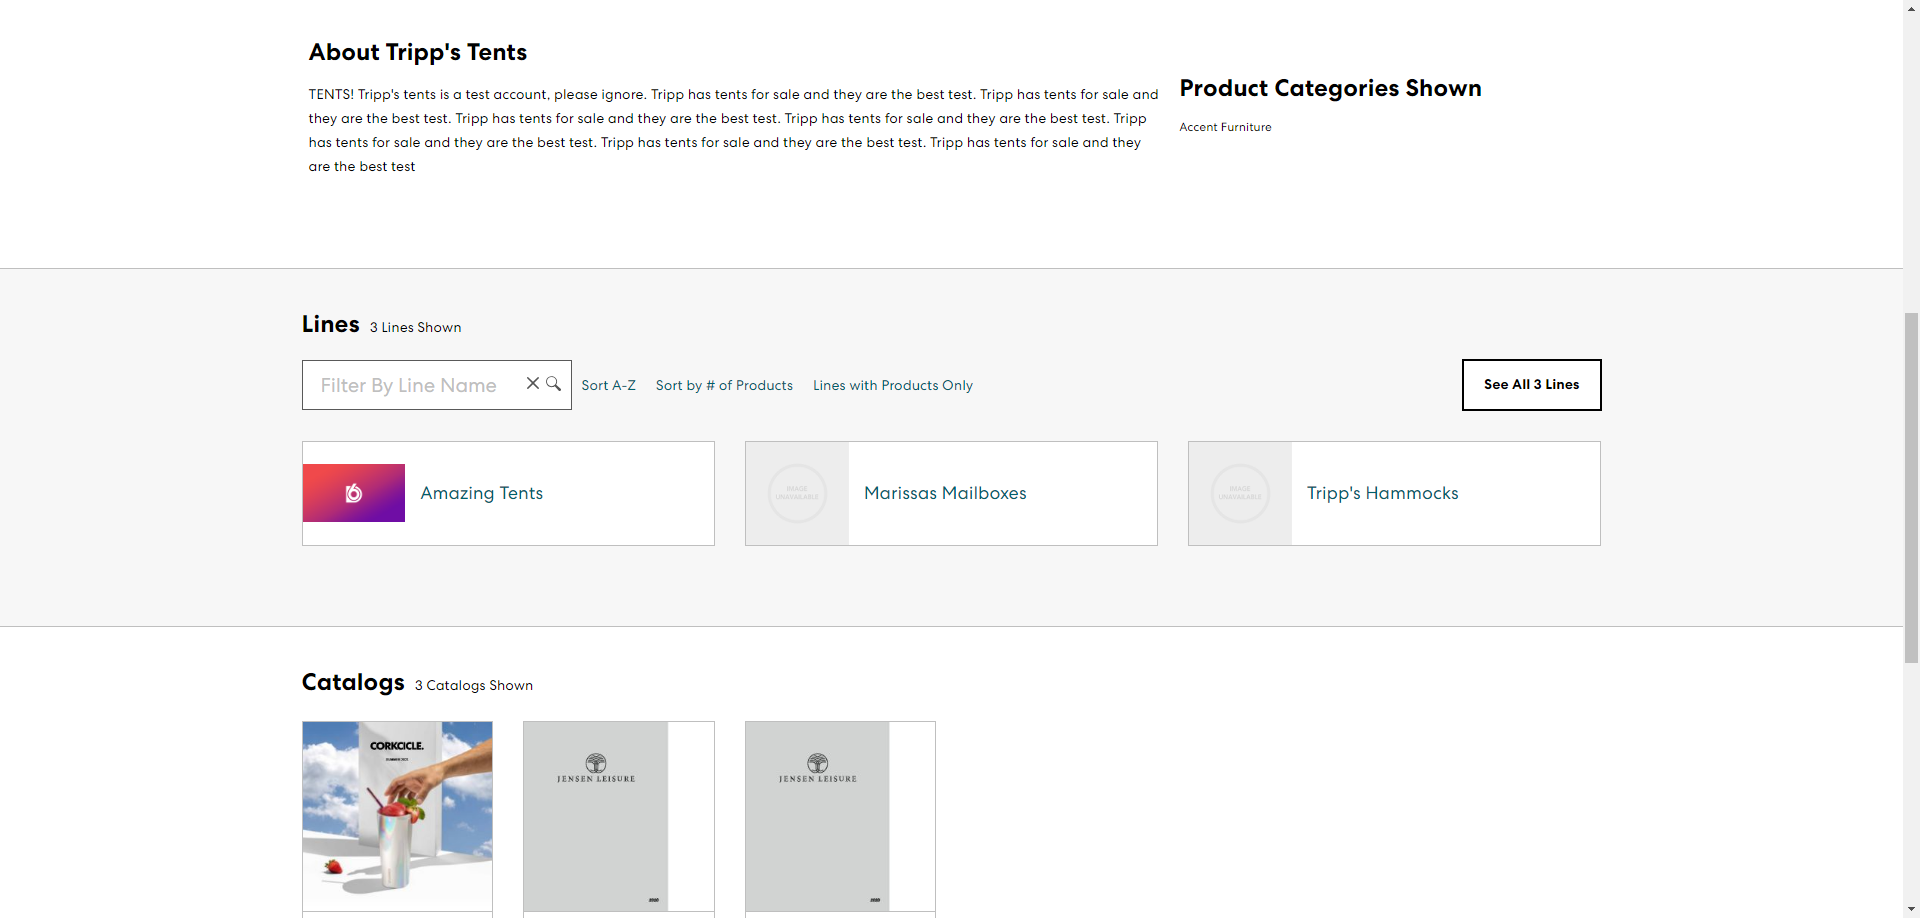 About Tripp's Tents
TENTS! Tripp's tents is a test account, please ignore. Tripp has tents for sale and they are the best test. Tripp has tents for sale and
they are the best test. Tripp has tents for sale and they are the best test. Tripp has tents for sale and they are the best test. Tripp
has tents for sale and they are the best test. Tripp has tents for sale and they are the best test. Tripp has tents for sale and they
are the best test
Product Categories Shown
Accent Furniture
Lines 3 Lines Shown
Filter By Line Name
Sort A-Z Sort by # of Products Lines with Products Only
See All 3 Lines
Amazing Tents
IMAGE
UNAVAILABLE
Marissas Mailboxes
IMAGE
UNAVAILABLE
Tripp's Hammocks
Catalogs 3 Catalogs Shown
CORKCICLE.
JENSEN LEISURE
JENSEN LEISURE